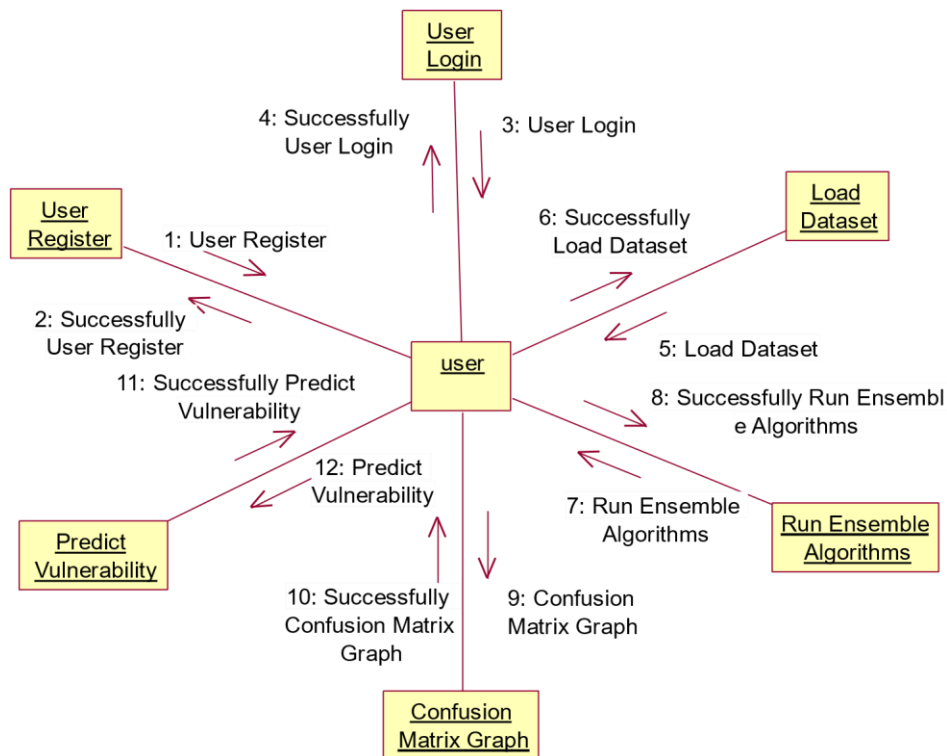 User
Login
4: Successfully
User Login
3: User Login
User
Register
Load
Dataset
1: User Register
6: Successfully
Load Dataset
2: Successfully
User Register
user
5: Load Dataset
11: Successfully Predict
Vulnerability
8: Successfully Run Ensembl
e Algorithms
12: Predict
Vulnerability
7: Run Ensemble
Algorithms
Predict
Vulnerability
Run Ensemble
Algorithms
10: Successfully
Confusion Matrix
Graph
9: Confusion
Matrix Graph
Confusion
Matrix Graph